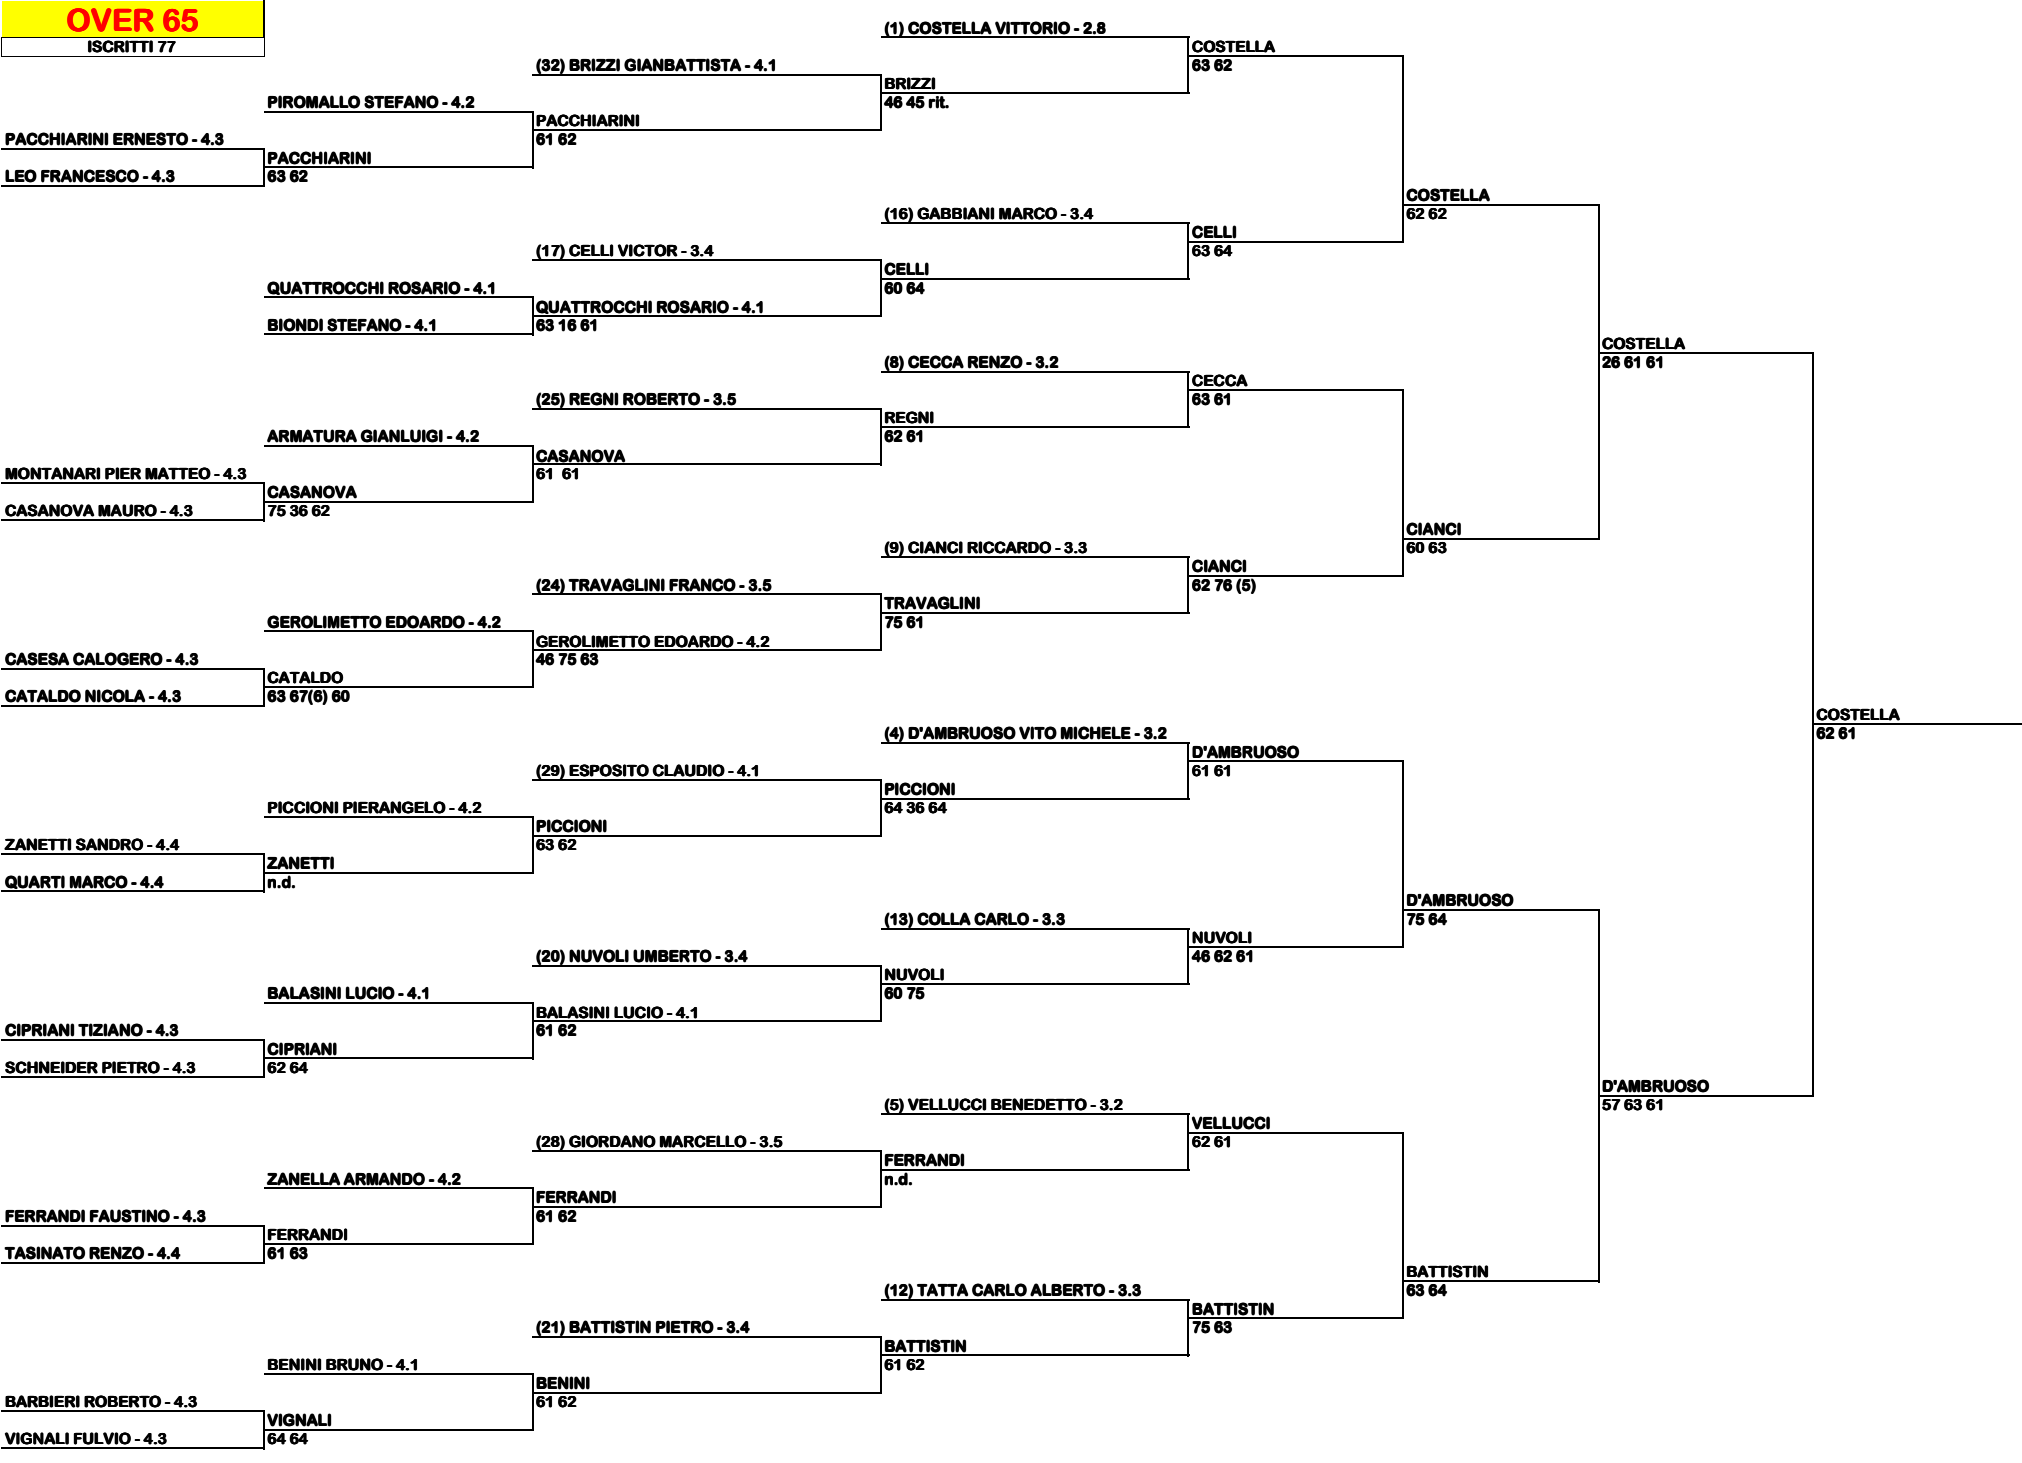 OVER 65
ISCRITTI 77
(1) COSTELLA VITTORIO - 2.8
COSTELLA
63 62
(32) BRIZZI GIANBATTISTA - 4.1
BRIZZI
46 45 rit.
PIROMALLO STEFANO - 4.2
PACCHIARINI
61 62
PACCHIARINI ERNESTO - 4.3
PACCHIARINI
63 62
LEO FRANCESCO - 4.3
COSTELLA
62 62
(16) GABBIANI MARCO - 3.4
CELLI
63 64
(17) CELLI VICTOR - 3.4
CELLI
60 64
QUATTROCCHI ROSARIO - 4.1
QUATTROCCHI ROSARIO - 4.1
63 16 61
BIONDI STEFANO - 4.1
COSTELLA
26 61 61
(8) CECCA RENZO - 3.2
CECCA
63 61
(25) REGNI ROBERTO - 3.5
REGNI
62 61
ARMATURA GIANLUIGI - 4.2
CASANOVA
61  61
MONTANARI PIER MATTEO - 4.3
CASANOVA
75 36 62
CASANOVA MAURO - 4.3
CIANCI
60 63
(9) CIANCI RICCARDO - 3.3
CIANCI
62 76 (5)
(24) TRAVAGLINI FRANCO - 3.5
TRAVAGLINI
75 61
GEROLIMETTO EDOARDO - 4.2
GEROLIMETTO EDOARDO - 4.2
46 75 63
CASESA CALOGERO - 4.3
CATALDO
63 67(6) 60
CATALDO NICOLA - 4.3
COSTELLA
62 61
(4) D'AMBRUOSO VITO MICHELE - 3.2
D'AMBRUOSO
61 61
(29) ESPOSITO CLAUDIO - 4.1
PICCIONI
64 36 64
PICCIONI PIERANGELO - 4.2
PICCIONI
63 62
ZANETTI SANDRO - 4.4
ZANETTI
n.d.
QUARTI MARCO - 4.4
D'AMBRUOSO
75 64
(13) COLLA CARLO - 3.3
NUVOLI
46 62 61
(20) NUVOLI UMBERTO - 3.4
NUVOLI
60 75
BALASINI LUCIO - 4.1
BALASINI LUCIO - 4.1
61 62
CIPRIANI TIZIANO - 4.3
CIPRIANI
62 64
SCHNEIDER PIETRO - 4.3
D'AMBRUOSO
57 63 61
(5) VELLUCCI BENEDETTO - 3.2
VELLUCCI
62 61
(28) GIORDANO MARCELLO - 3.5
FERRANDI
n.d.
ZANELLA ARMANDO - 4.2
FERRANDI
61 62
FERRANDI FAUSTINO - 4.3
FERRANDI
61 63
TASINATO RENZO - 4.4
BATTISTIN
63 64
(12) TATTA CARLO ALBERTO - 3.3
BATTISTIN
75 63
(21) BATTISTIN PIETRO - 3.4
BATTISTIN
61 62
BENINI BRUNO - 4.1
BENINI
61 62
BARBIERI ROBERTO - 4.3
VIGNALI
64 64
VIGNALI FULVIO - 4.3